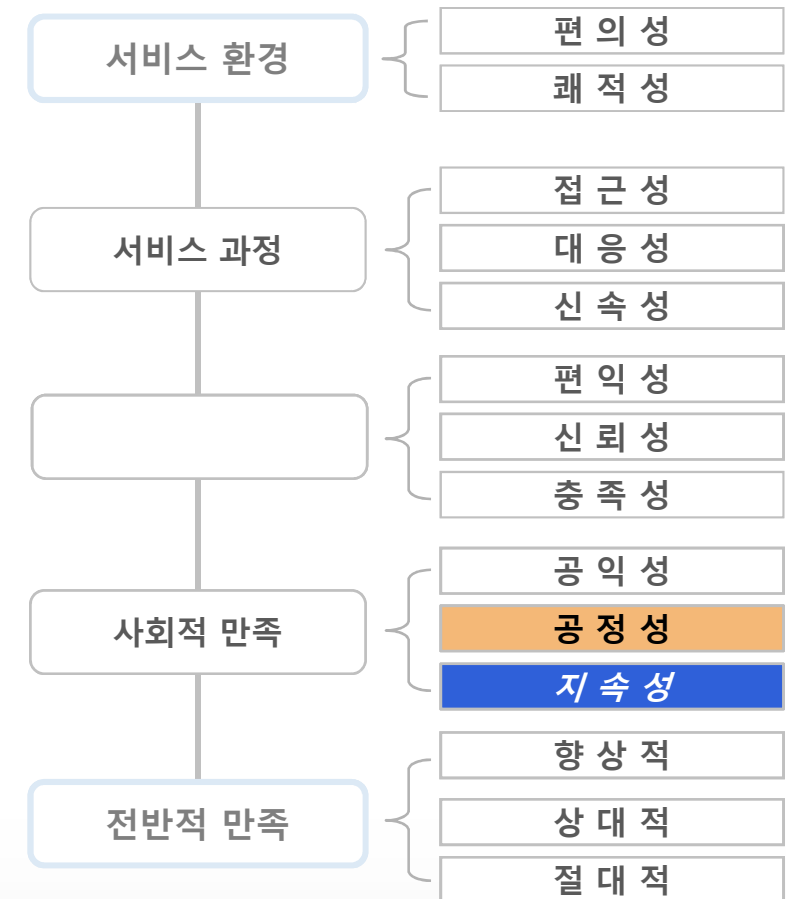 서비스 환경
편 의 성
쾌 적 성
서비스 과정
접 근 성
대 응 성
신 속 성
편 익 성
신 뢰 성
충 족 성
사회적 만족
공 익 성
공 정 성
지 속 성
전반적 만족
향 상 적
상 대 적
절 대 적